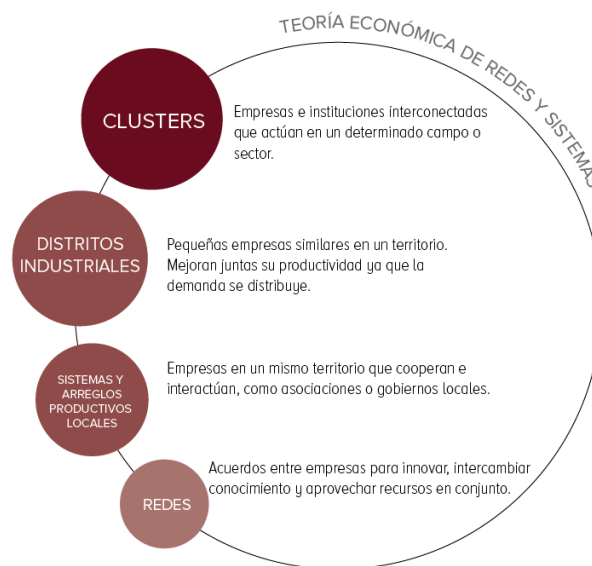 TEORÍA ECONÓMICA DE REDES Y SISTEMAS
CLUSTERS
Empresas e instituciones interconectadas
que actúan en un determinado campo o
sector.
DISTRITOS
INDUSTRIALES
Pequeñas empresas similares en un territorio.
Mejoran juntas su productividad ya que la
demanda se distribuye.
SISTEMAS Y
ARREGLOS
PRODUCTIVOS
LOCALES
Empresas en un mismo territorio que cooperan e
interactúan, como asociaciones o gobiernos locales.
REDES
Acuerdos entre empresas para innovar, intercambiar
conocimiento y aprovechar recursos en conjunto.